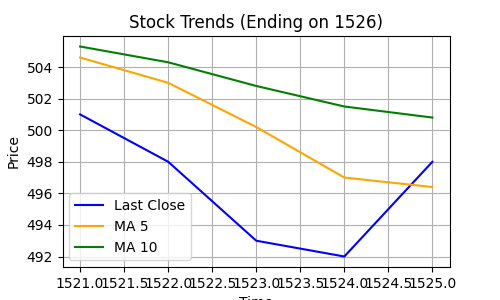 Stock Trends (Ending on 1526)
Price
504
502
500
498
496
494
492
Last Close
MA 5
MA 10
1521.0 1521.5 1522.0 1522.5 1523.0 1523.5 1524.0 1524.5 1525.0
Time